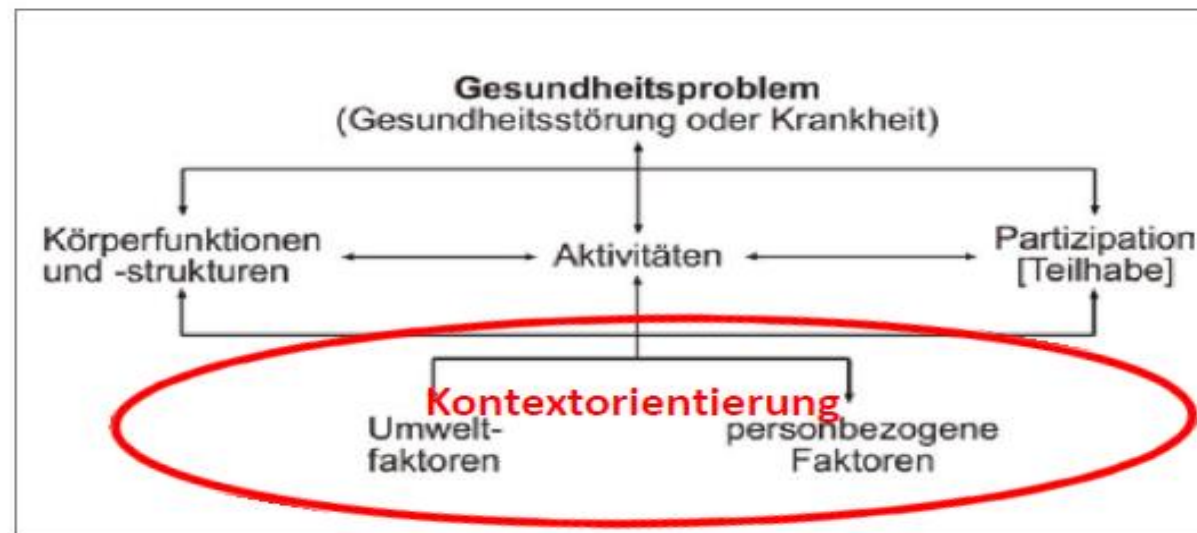 Gesundheitsproblem
(Gesundheitsstörung oder Krankheit)
Körperfunktionen
und -strukturen
Aktivitäten
Partizipation
[Teilhabe]
Kontextorientierung
Umwelt-
faktoren
personbezogene
Faktoren